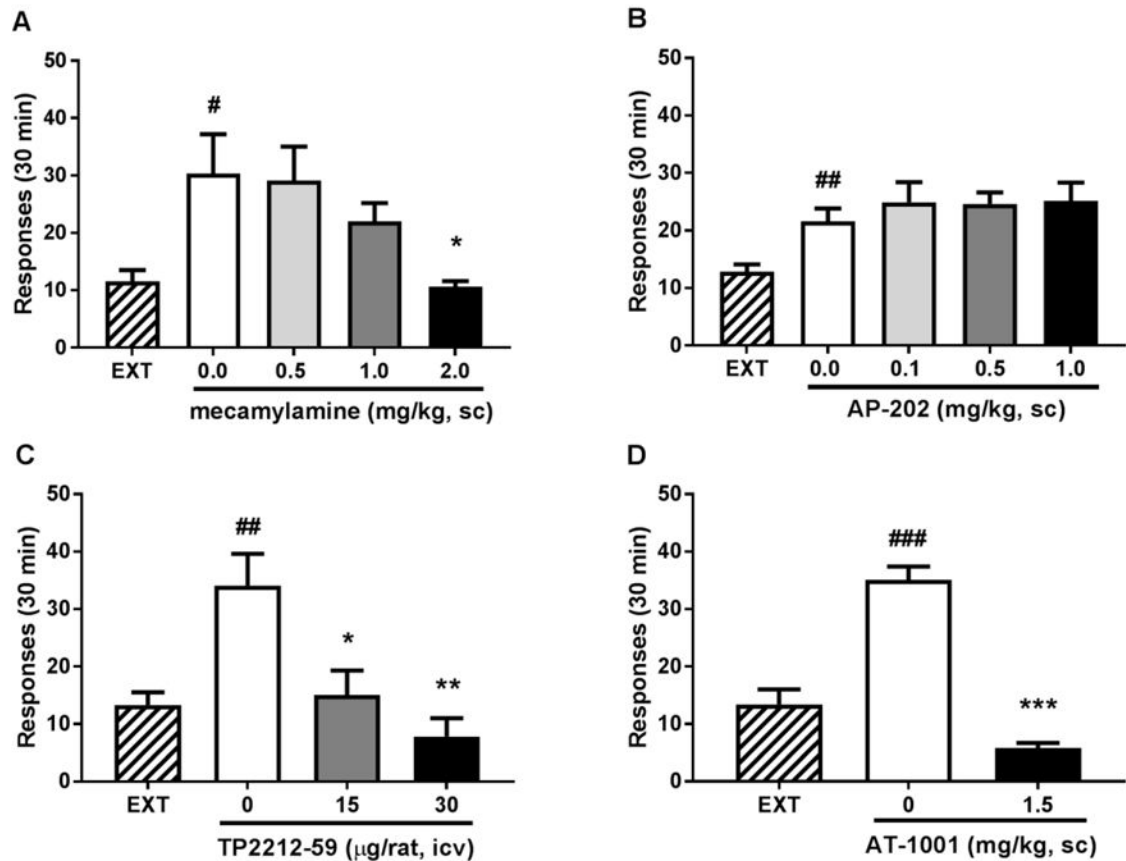 A
50
40
30
20
10
0
Responses (30 min)
#
*
EXT 0.0 0.5 1.0 2.0
mecamylamine (mg/kg, sc)
B
50
40
30
20
10
0
Responses (30 min)
##
EXT 0.0 0.1 0.5 1.0
AP-202 (mg/kg, sc)
C
50
40
30
20
10
0
Responses (30 min)
##
*
**
EXT 0 15 30
TP2212-59 (μg/rat, icv)
D
50
40
30
20
10
0
Responses (30 min)
###
***
EXT 0 1.5
AT-1001 (mg/kg, sc)